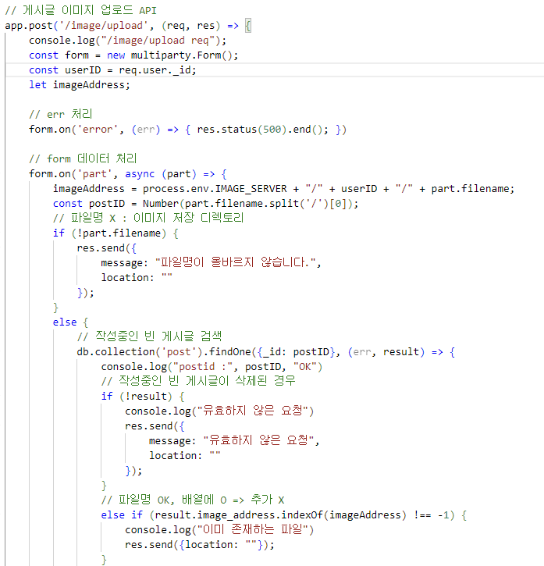 // 게시글 이미지 업로드 API
app.post('/image/upload', (req, res) => {
    console.log("/image/upload req");
    const form = new multiparty.Form();
    const userID = req.user._id;
    let imageAddress;

    // err 처리
    form.on('error', (err) => { res.status(500).end(); })

    // form 데이터 처리
    form.on('part', async (part) => {
        imageAddress = process.env.IMAGE_SERVER + "/" + userID + "/" + part.filename;
        const postID = Number(part.filename.split('/')[0]);
        // 파일명 X : 이미지 저장 디렉토리
        if (!part.filename) {
            res.send({
                message: "파일명이 올바르지 않습니다.",
                location: ""
            });
        }
        else {
            // 작성중인 빈 게시글 검색
            db.collection('post').findOne({_id: postID}, (err, result) => {
                console.log("postid :", postID, "OK")
                // 작성중인 빈 게시글이 삭제된 경우
                if (!result) {
                    console.log("유효하지 않은 요청")
                    res.send({
                        message: "유효하지 않은 요청",
                        location: ""
                    });
                }
                // 파일명 OK, 배열에 O => 추가 X
                else if (result.image_address.indexOf(imageAddress) !== -1) {
                    console.log("이미 존재하는 파일")
                    res.send({location: ""});
                }